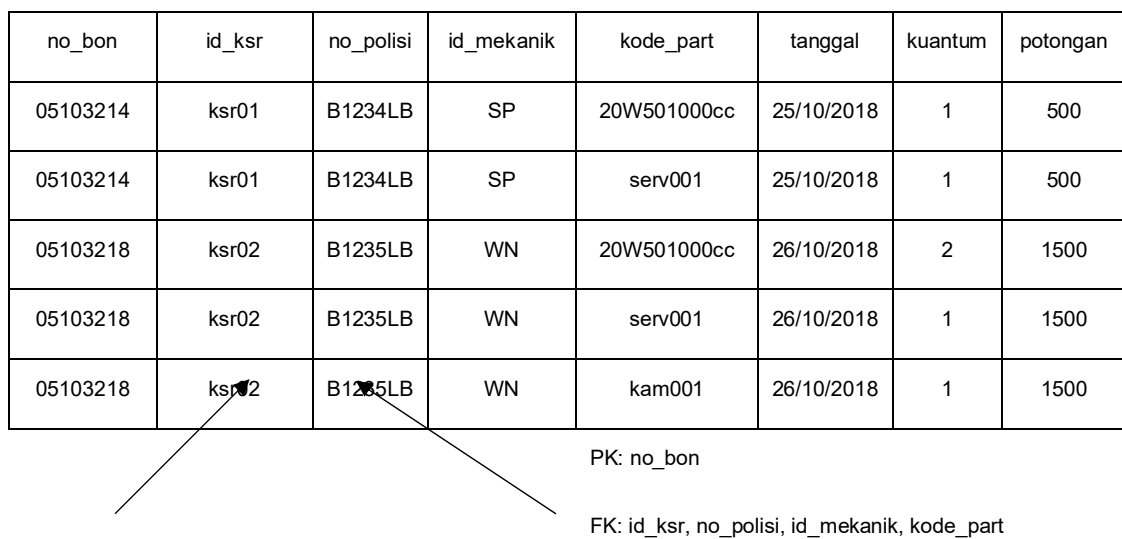 no_bon id_ksr no_polisi id_mekanik kode_part tanggal kuantum potongan
05103214 ksr01 B1234LB SP 20W501000cc 25/10/2018 1 500
05103214 ksr01 B1234LB SP serv001 25/10/2018 1 500
05103218 ksr02 B1235LB WN 20W501000cc 26/10/2018 2 1500
05103218 ksr02 B1235LB WN serv001 26/10/2018 1 1500
05103218 ksr02 B1235LB WN kam001 26/10/2018 1 1500
PK: no_bon
FK: id_ksr, no_polisi, id_mekanik, kode_part